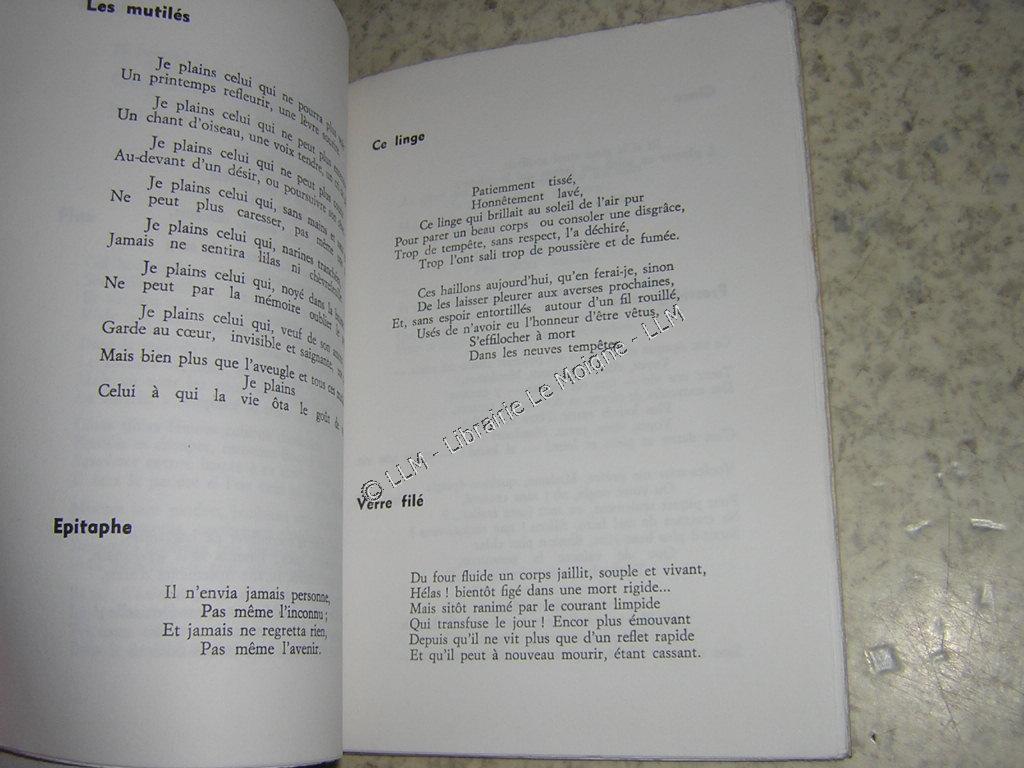 Les mutilés
Je plains celui qui ne pourra plus
Un printemps refleurir, une lèvre
Je plains celui qui ne peut plus
Un chant d'oiseau, une voix tendre, un
Je plains celui qui ne peut plus
Au-devant d'un désir, ou poursuivre son
Je plains celui qui, sans mains et
Ne peut plus caresser, pas même
Je plains celui qui, narines
Jamais ne sentira lilas ni
Je plains celui qui, noyé dans la
Ne peut par la mémoire oublier
Je plains celui qui, veuf de son
Garde au cœur, invisible et
Mais bien plus que l'aveugle et tous ces
Je plains
Celui à qui la vie ôta le goût de
Epitaphe
Il n'envia jamais personne,
Pas même l'inconnu ;
Et jamais ne regretta rien,
Pas même l'avenir.
Ce linge
Patiemment tissé,
Honnêtement lavé,
Ce linge qui brillait au soleil de l'air pur
Pour parer un beau corps ou consoler une disgrâce,
Trop de tempête, sans respect, l'a déchiré,
Trop l'ont sali trop de poussière et de fumée.
Ces haillons aujourd'hui, qu'en ferai-je, sinon
De les laisser pleurer aux averses prochaines,
Et, sans espoir entortillés autour d'un fil rouillé,
Usés de n'avoir eu l'honneur d'être vêtus,
S'effilocher à mort
Dans les neuves tempêtes
© LLM - Librairie Le Moigne - LLM
Verre filé
Du four fluide un corps jaillit, souple et vivant,
Hélas ! bientôt figé dans une mort rigide...
Mais sitôt ranimé par le courant limpide
Qui transfuse le jour ! Encor plus émouvant
Depuis qu'il ne vit plus que d'un reflet rapide
Et qu'il peut à nouveau mourir, étant cassant.